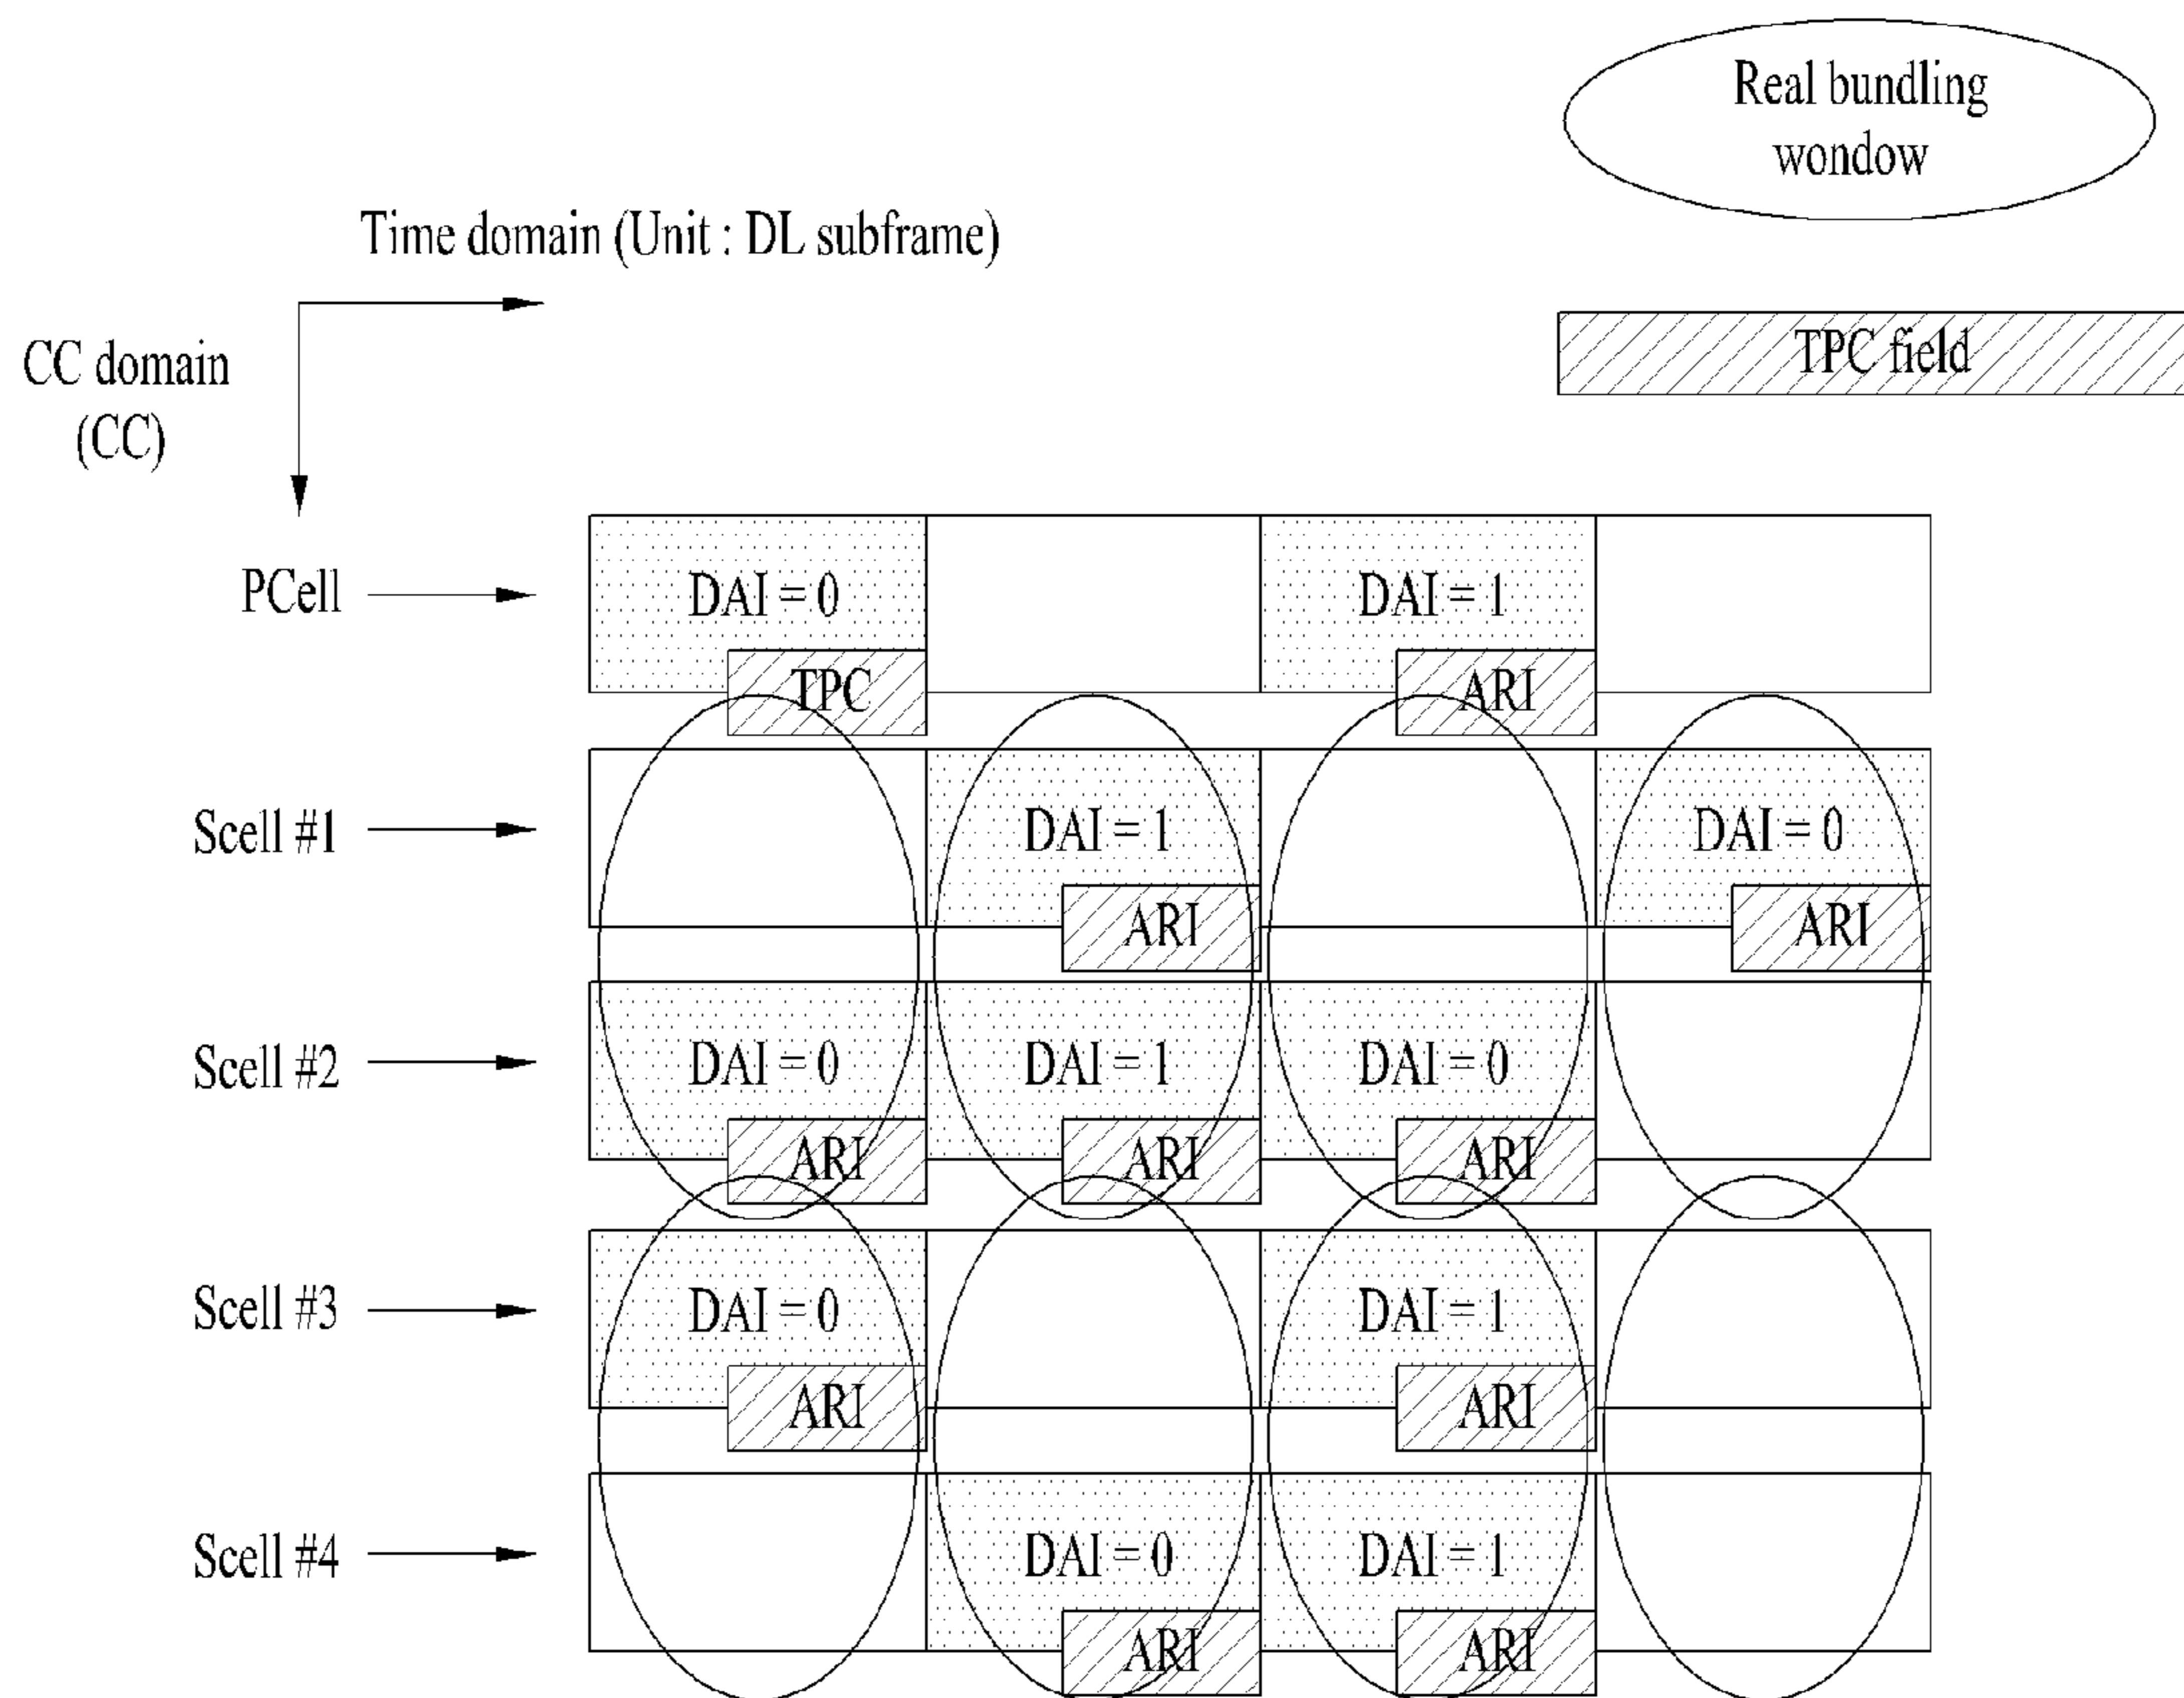 Real bundling
wondow
Time domain (Unit : DL subframe)
CC domain
(CC)
TPC field
PCell
DAI = 0
DAI = 1
TPC
ARI
Scell #1
DAI = 1
DAI = 0
ARI
ARI
Scell #2
DAI = 0
DAI = 1
DAI = 0
ARI
ARI
ARI
Scell #3
DAI = 0
DAI = 1
ARI
ARI
Scell #4
DAI = 0
DAI = 1
ARI
ARI